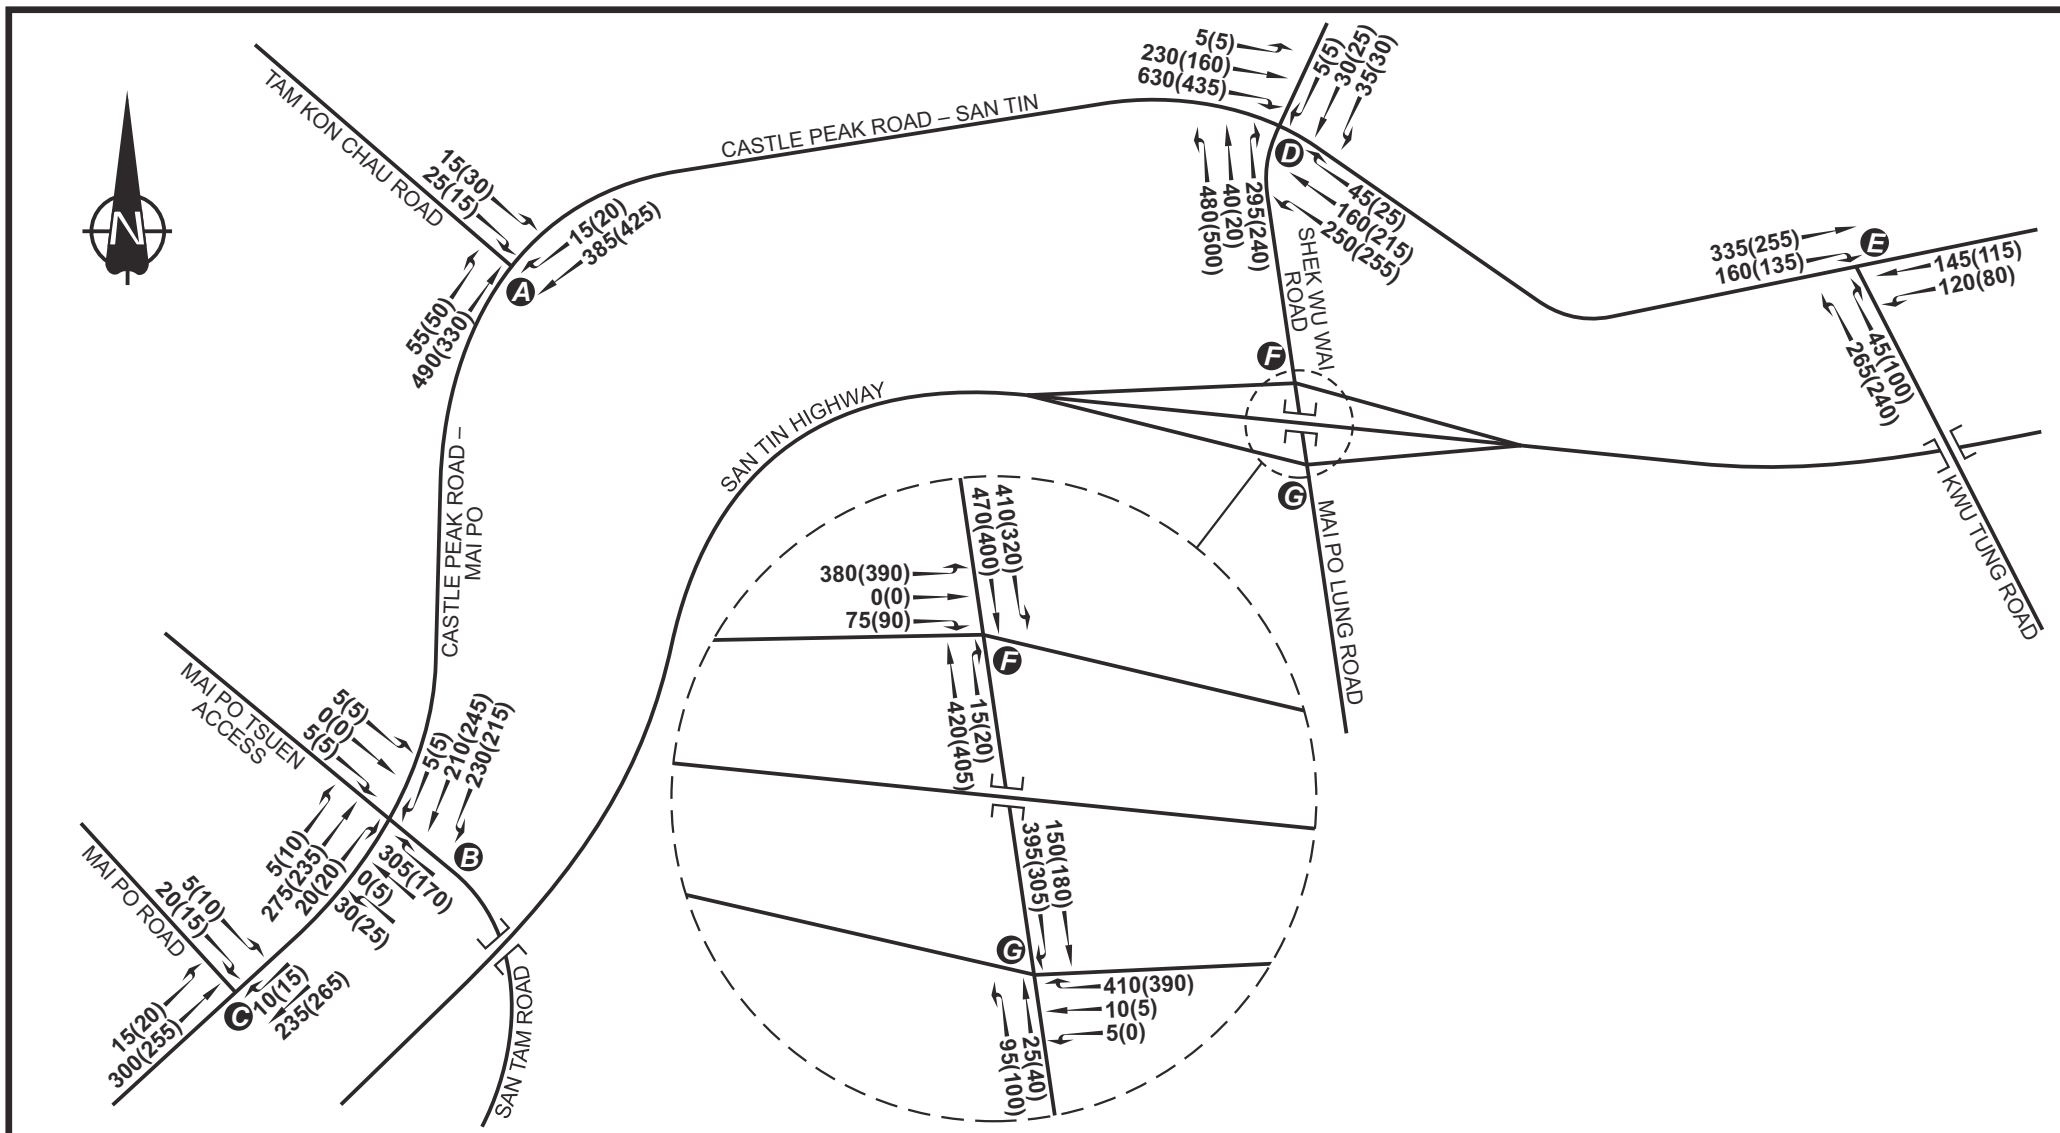 N
TAM KON CHAU ROAD
15(30)
25(15)
15(20)
385(425)
55(50)
490(330)
A
CASTLE PEAK ROAD – SAN TIN
5(5)
230(160)
630(435)
5(5)
30(25)
35(30)
D
480(500)
40(20)
295(240)
45(25)
160(215)
250(255)
SHEK WU WAI
ROAD
335(255)
160(135)
E
145(115)
120(80)
45(100)
265(240)
KWU TUNG ROAD
F
G
MAI PO LUNG ROAD
SAN TIN HIGHWAY
CASTLE PEAK ROAD –
MAI PO
410(320)
470(400)
380(390)
0(0)
75(90)
F
15(20)
420(405)
150(180)
395(305)
G
410(390)
10(5)
5(0)
25(40)
95(100)
MAI PO TSUEN
ACCESS
5(5)
0(0)
5(5)
5(5)
210(245)
230(215)
B
5(10)
275(235)
20(20)
305(170)
0(5)
30(25)
MAI PO ROAD
5(10)
20(15)
15(20)
300(255)
C
10(15)
235(265)
SAN TAM ROAD